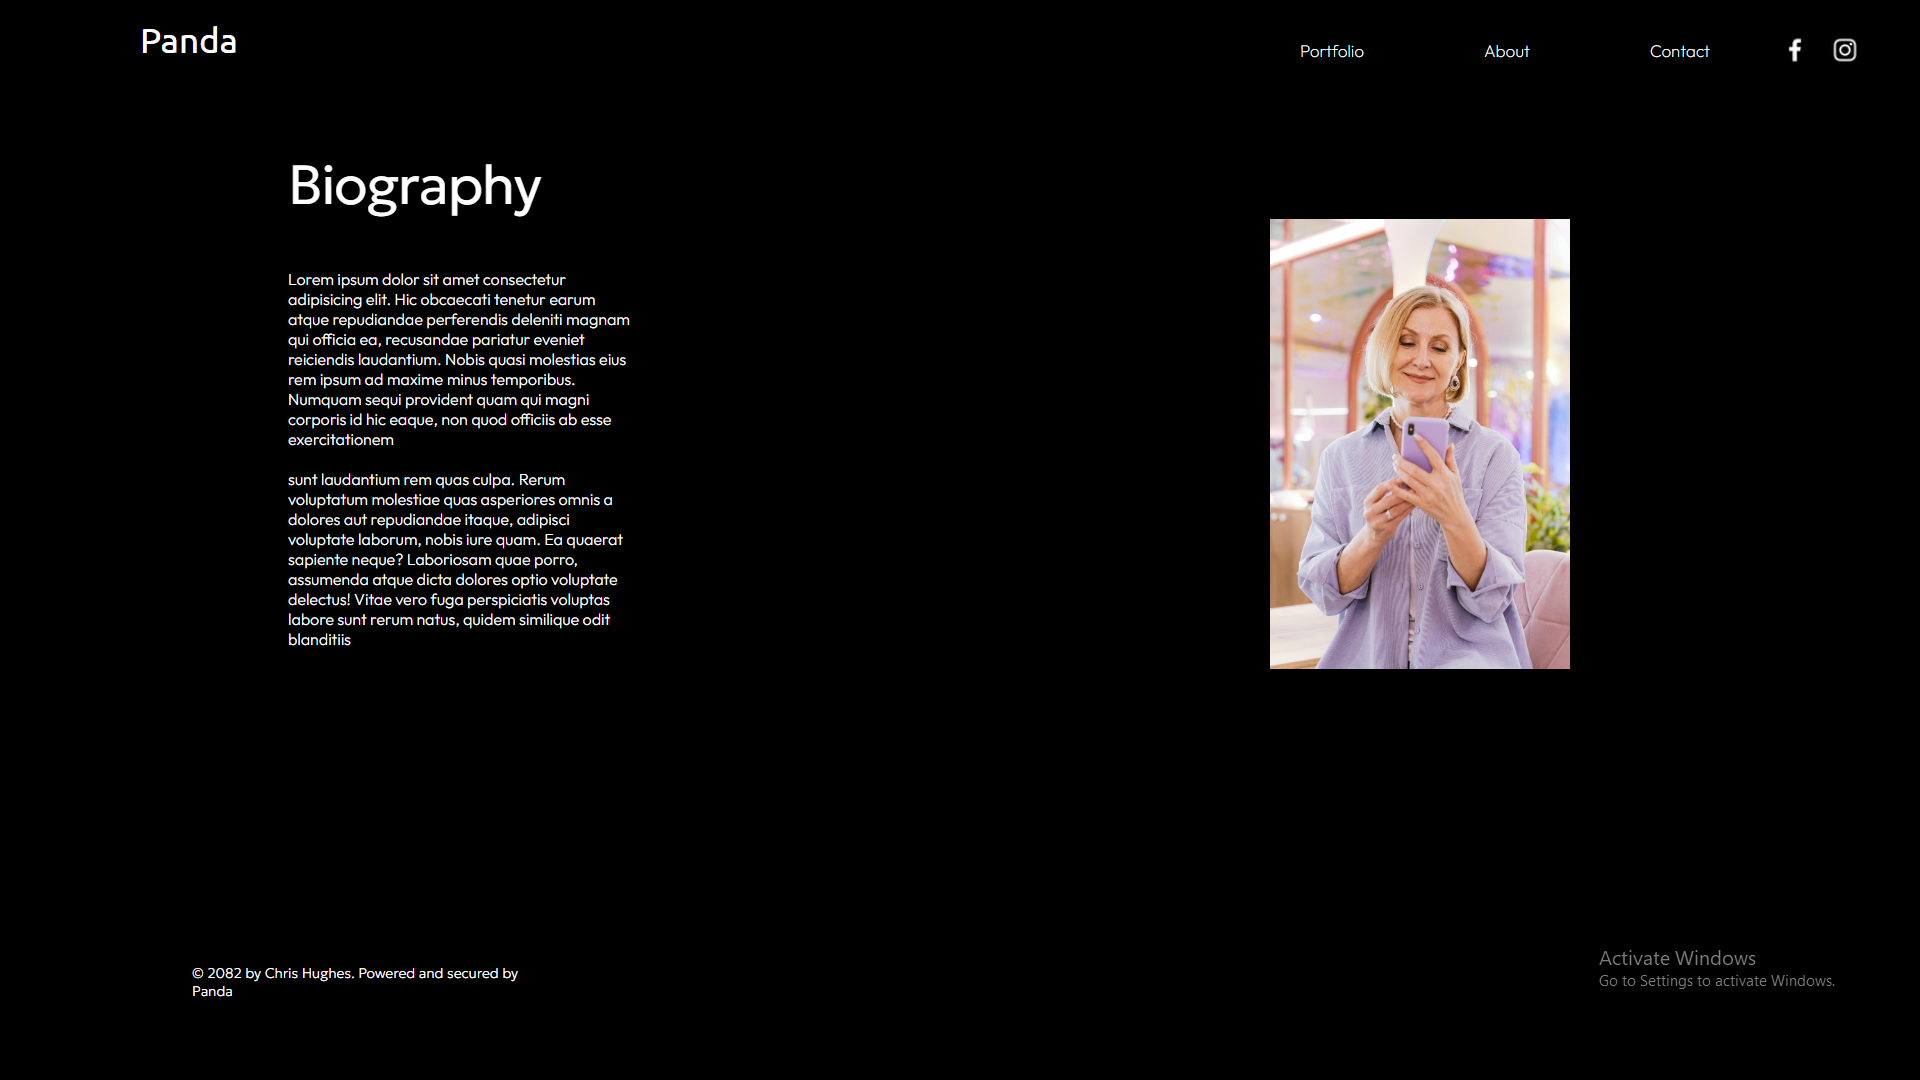 Panda
Portfolio
About
Contact
Biography
Lorem ipsum dolor sit amet consectetur
adipisicing elit. Hic obcaecati tenetur earum
atque repudiandae perferendis deleniti magnam
qui officia ea, recusandae pariatur eveniet
reiciendis laudantium. Nobis quasi molestias eius
rem ipsum ad maxime minus temporibus.
Numquam sequi provident quam qui magni
corporis id hic eaque, non quod officiis ab esse
exercitationem
sunt laudantium rem quas culpa. Rerum
voluptatum molestiae quas asperiores omnis a
dolores aut repudiandae itaque, adipisci
voluptate laborum, nobis iure quam. Ea quaerat
sapiente neque? Laboriosam quae porro,
assumenda atque dicta dolores optio voluptate
delectus! Vitae vero fuga perspiciatis voluptas
labore sunt rerum natus, quidem similique odit
blanditiis
© 2082 by Chris Hughes. Powered and secured by
Panda
Activate Windows
Go to Settings to activate Windows.